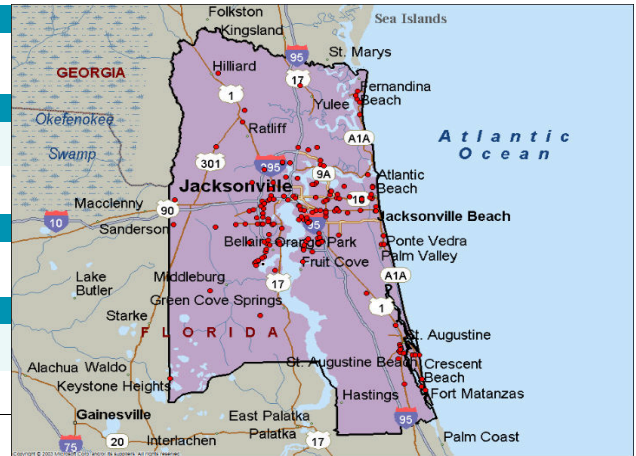 Folkston
Kingsland
Sea Islands
95
St. Marys
GEORGIA
Hilliard
17
Fernandina
Beach
1
Yulee
Okefenokee
Swamp
Ratliff
A1A
Atlantic
Ocean
301
295
9A
Atlantic
Beach
Jacksonville
10
Macclenny
90
Jacksonville Beach
10
Sanderson
95
Bellair
Orange Park
Ponte Vedra
Palm Valley
Fruit Cove
Lake
Butler
Middleburg
17
A1A
Green Cove Springs
1
Starke
FLORIDA
St. Augustine
St. Augustine Beach
Crescent
Beach
Alachua
Waldo
Keystone Heights
Hastings
Fort Matanzas
Gainesville
East Palatka
95
75
20
Interlachen
Palatka
17
Palm Coast